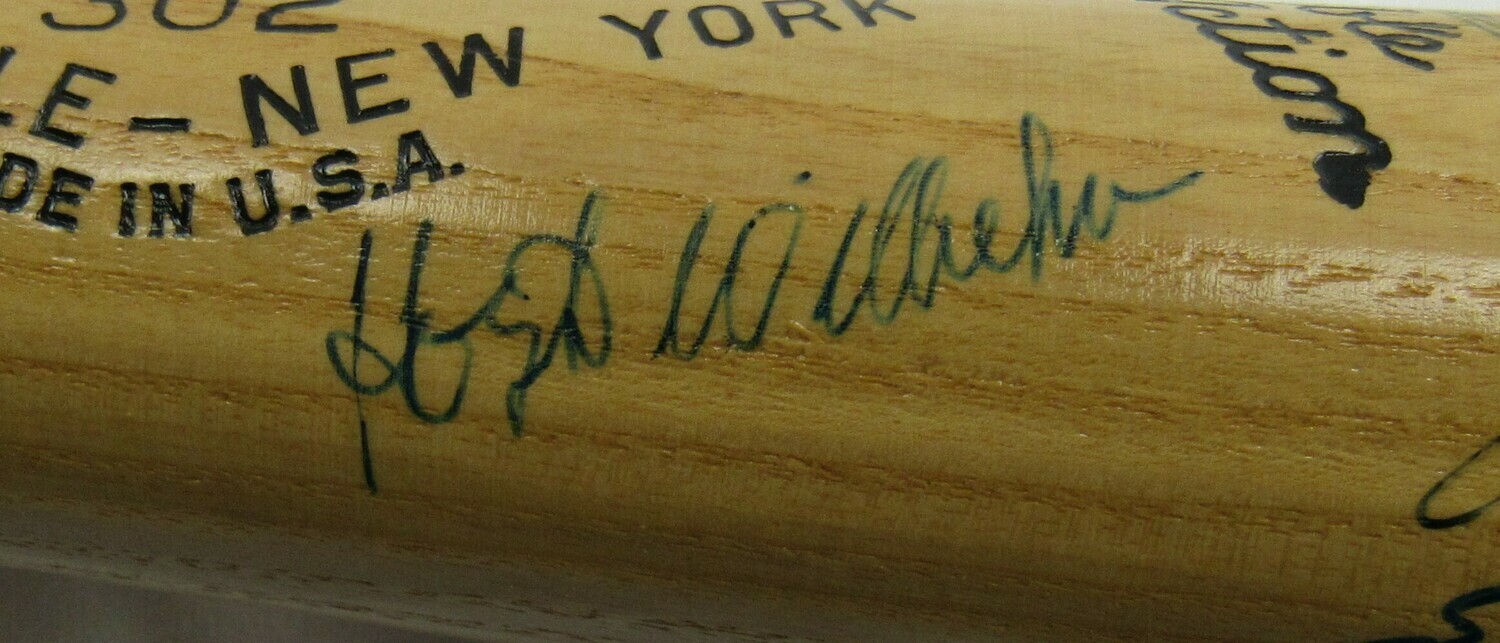 302
LE - NEW YORK
DE IN U.S.A.
Hoyt Wilhelm